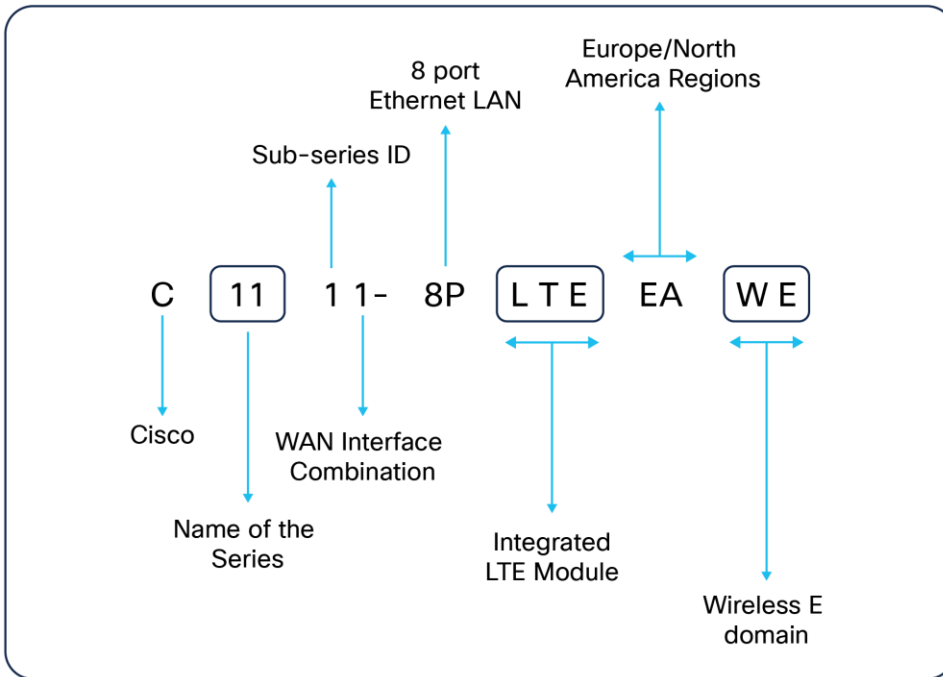 Europe/North
America Regions
8 port
Ethernet LAN
Sub-series ID
C 11 1 1- 8P L T E EA W E
Cisco
WAN Interface
Combination
Name of the
Series
Integrated
LTE Module
Wireless E
domain